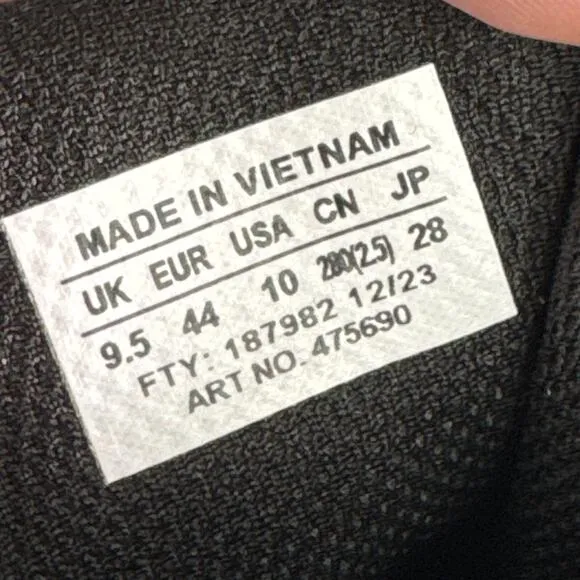 MADE IN VIETNAM
UK EUR USA CN JP
9.5 44 10 280(2.5) 28
FTY: 187982 12/23
ART NO. 475690